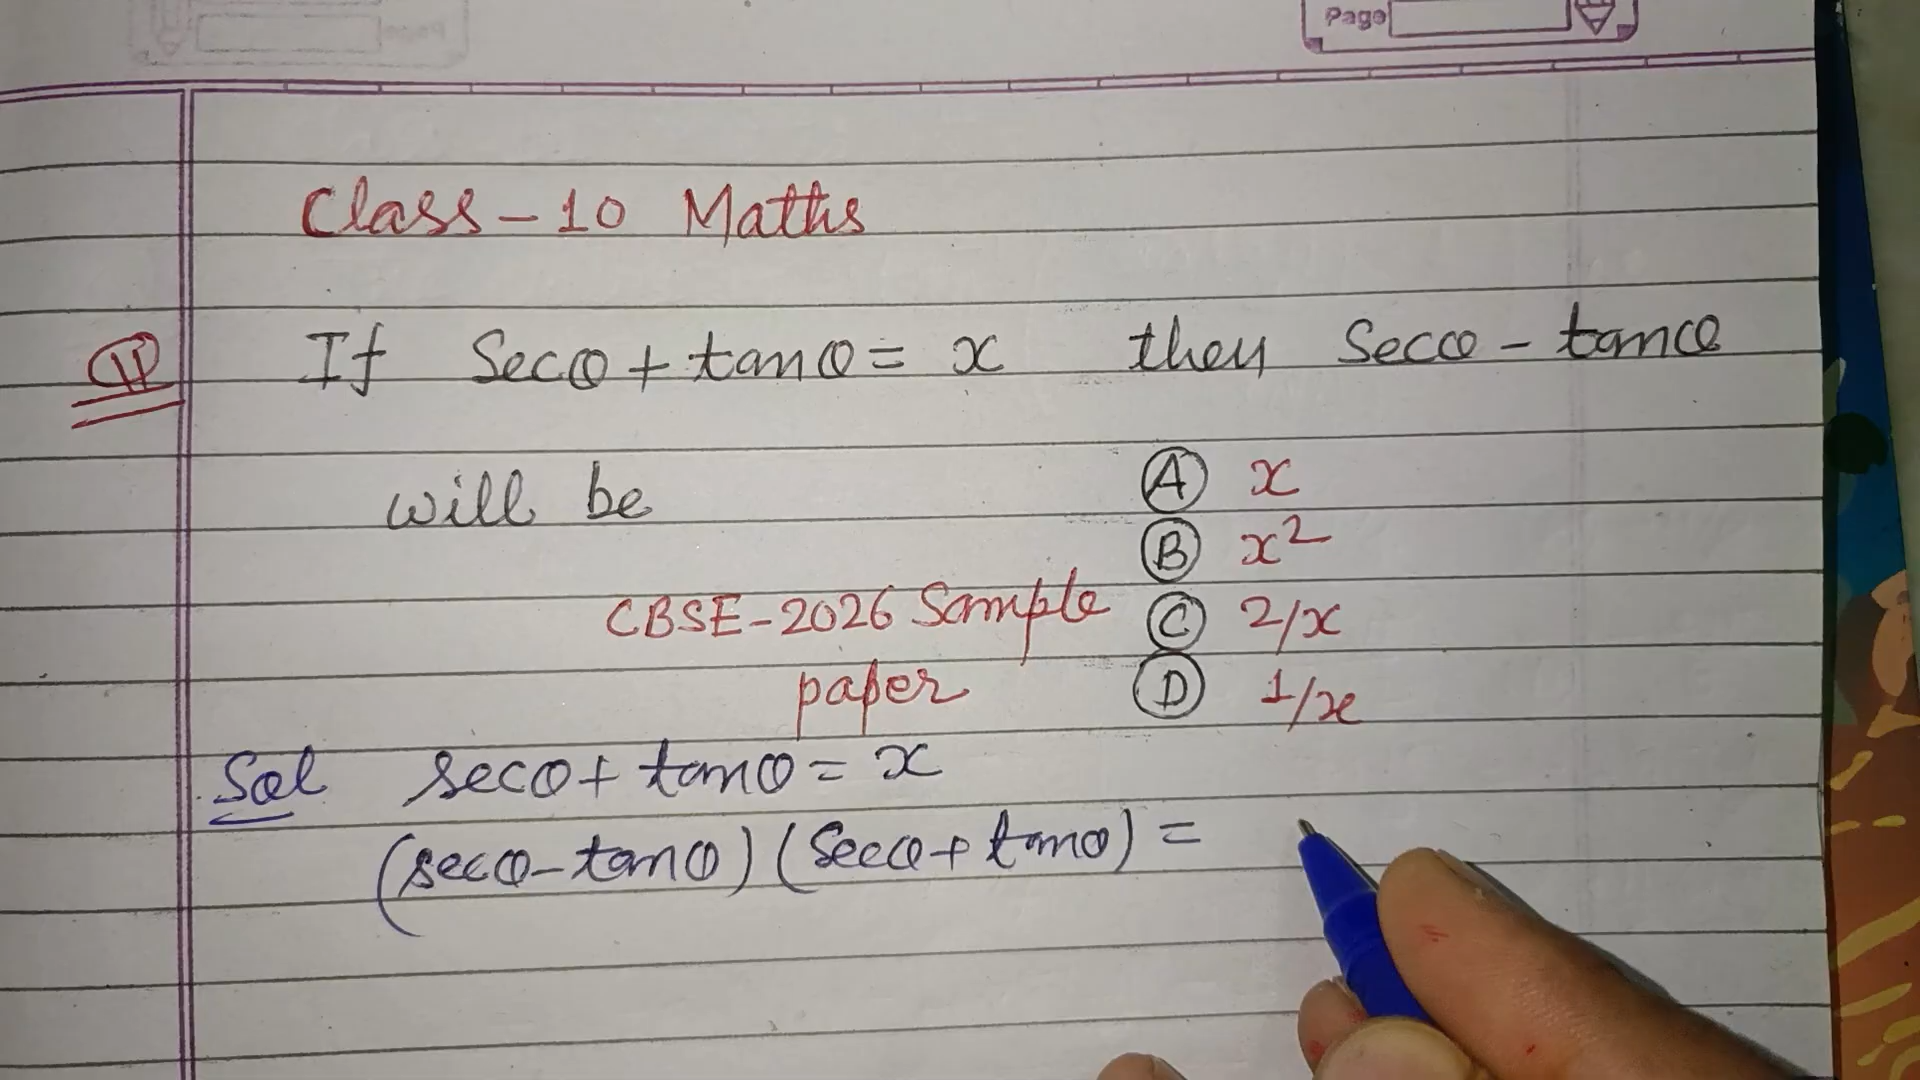 Page
Class-10 Maths
11 If Secθ + tanθ = x then Secθ - tanθ
will be
(A) x
(B) x²
CBSE-2026 Sample (C) 2/x
paper (D) 1/x
Sol secθ + tanθ = x
(secθ - tanθ) (Secθ + tanθ) =